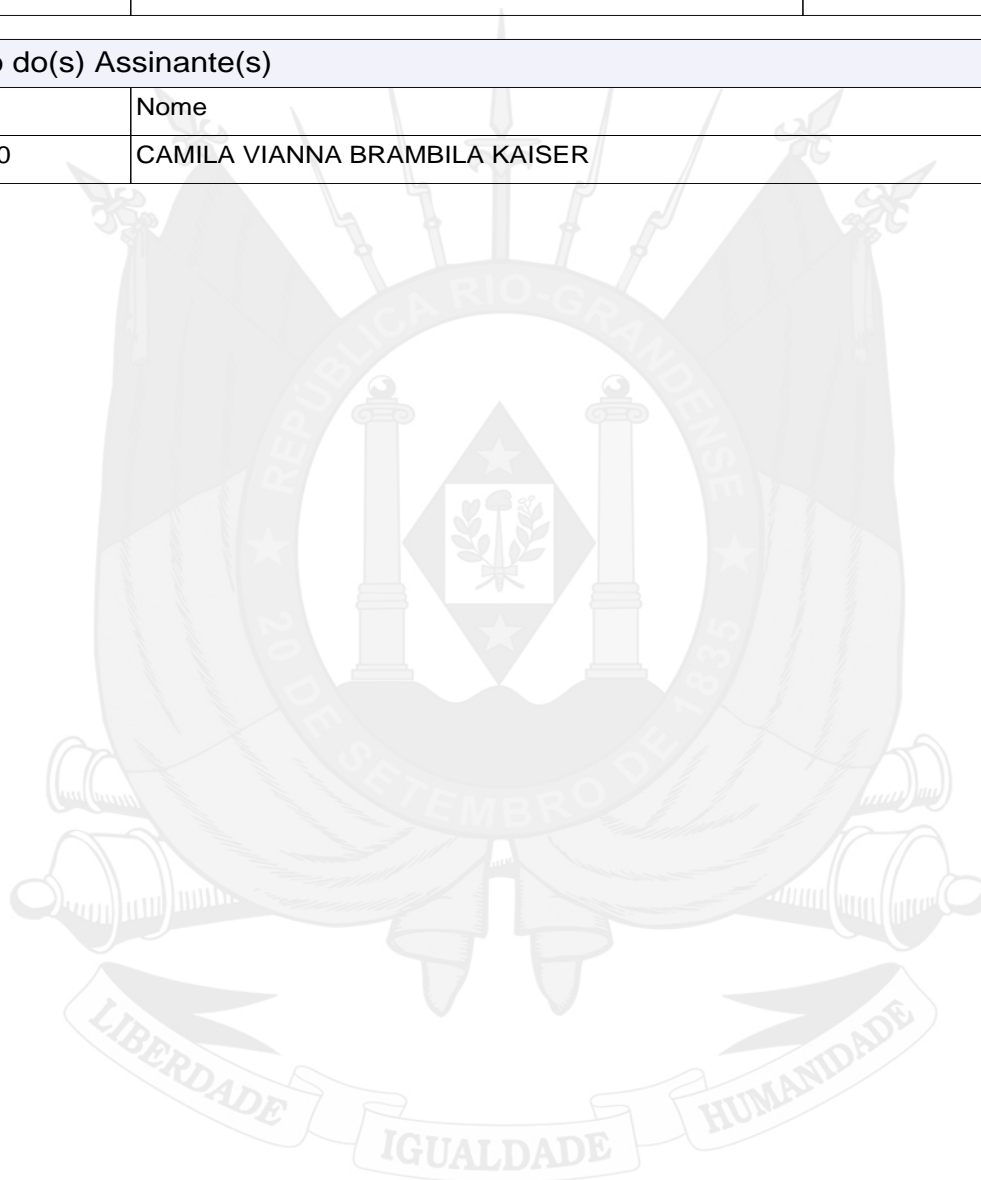 o do(s) Assinante(s)
Nome
0 CAMILA VIANNA BRAMBILA KAISER
REPÚBLICA RIO-GRANDENSE
★ 20 DE SETEMBRO DE 1835 ★
LIBERDADE IGUALDADE HUMANIDADE